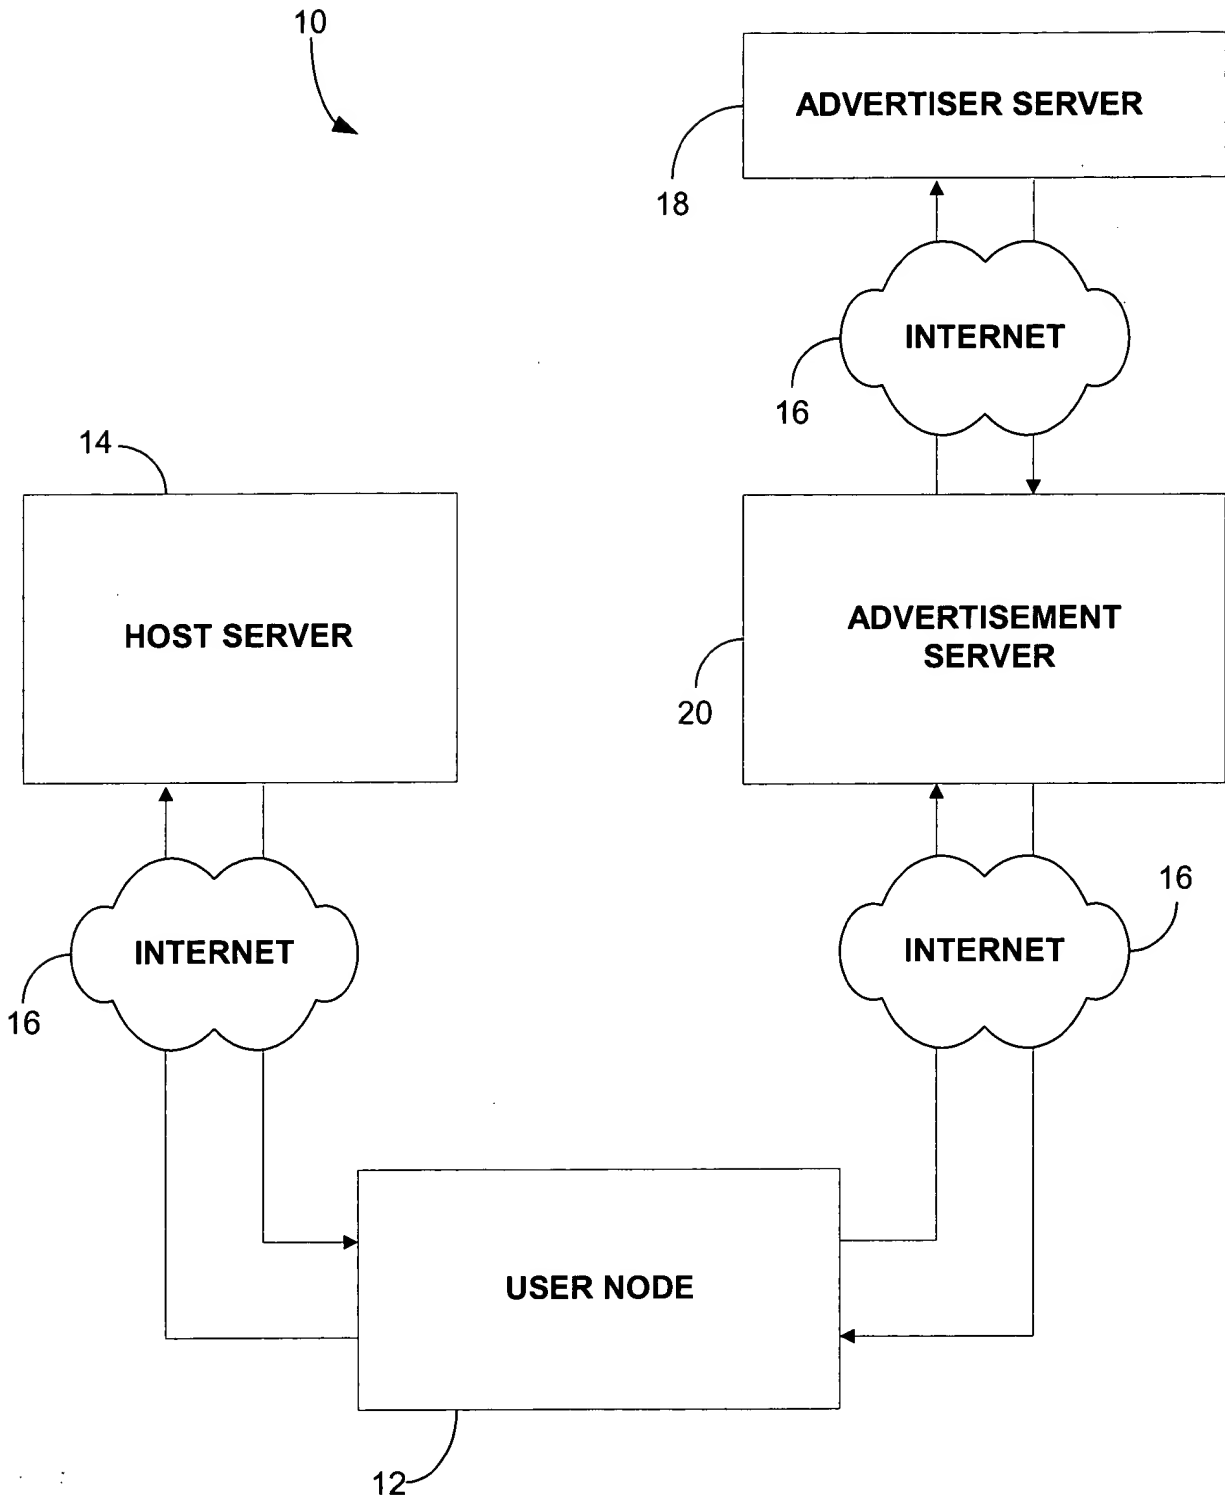 10
ADVERTISER SERVER
18
INTERNET
16
14
HOST SERVER
ADVERTISEMENT
SERVER
20
INTERNET
16
INTERNET
16
USER NODE
12